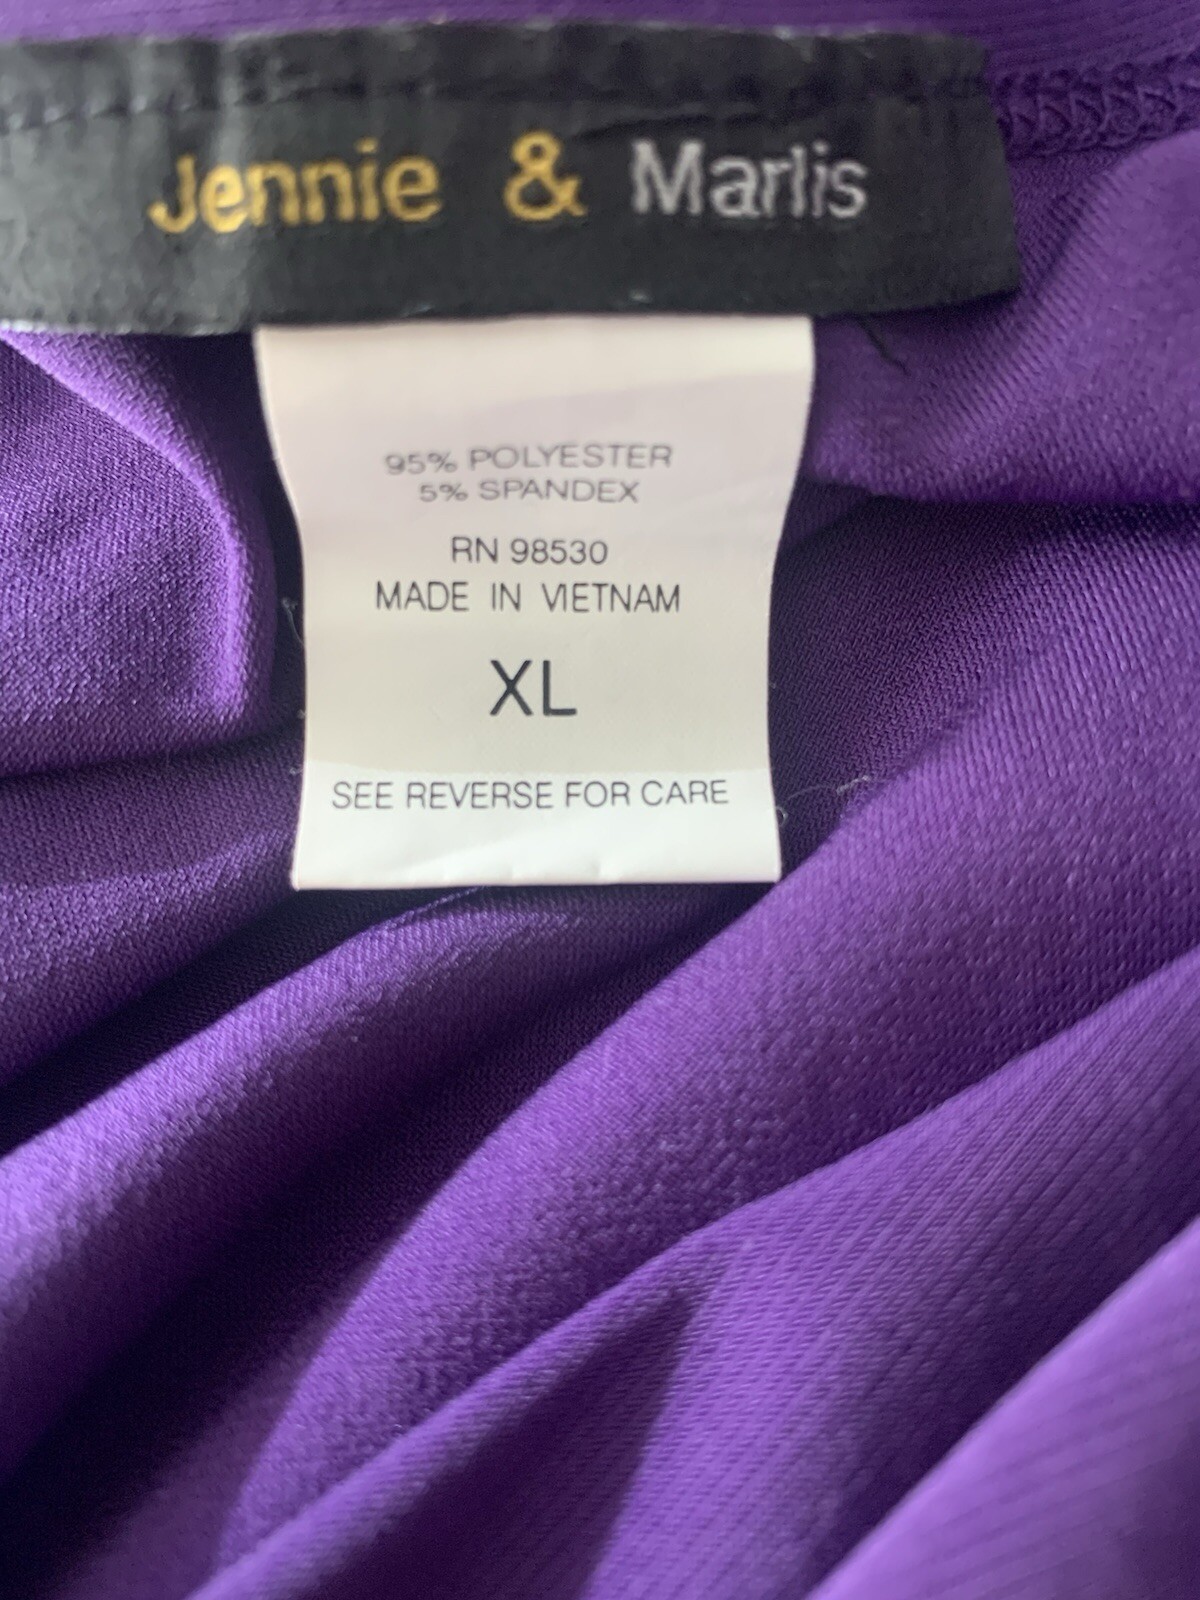 Jennie & Marlis
95% POLYESTER
5% SPANDEX
RN 98530
MADE IN VIETNAM
XL
SEE REVERSE FOR CARE